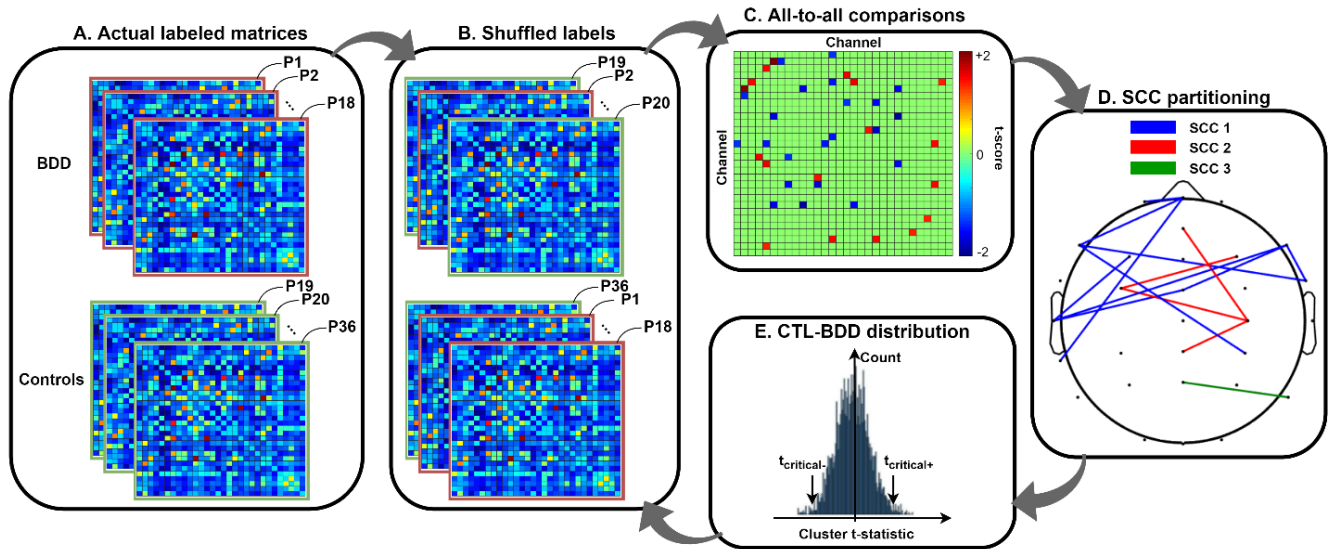 A. Actual labeled matrices
P1
P2
P18
BDD
P19
P20
P36
Controls
B. Shuffled labels
P19
P2
P20
P36
P1
P18
C. All-to-all comparisons
Channel
Channel
+2
0
-2
t-score
D. SCC partitioning
SCC 1
SCC 2
SCC 3
E. CTL-BDD distribution
Count
tcritical-
tcritical+
Cluster t-statistic